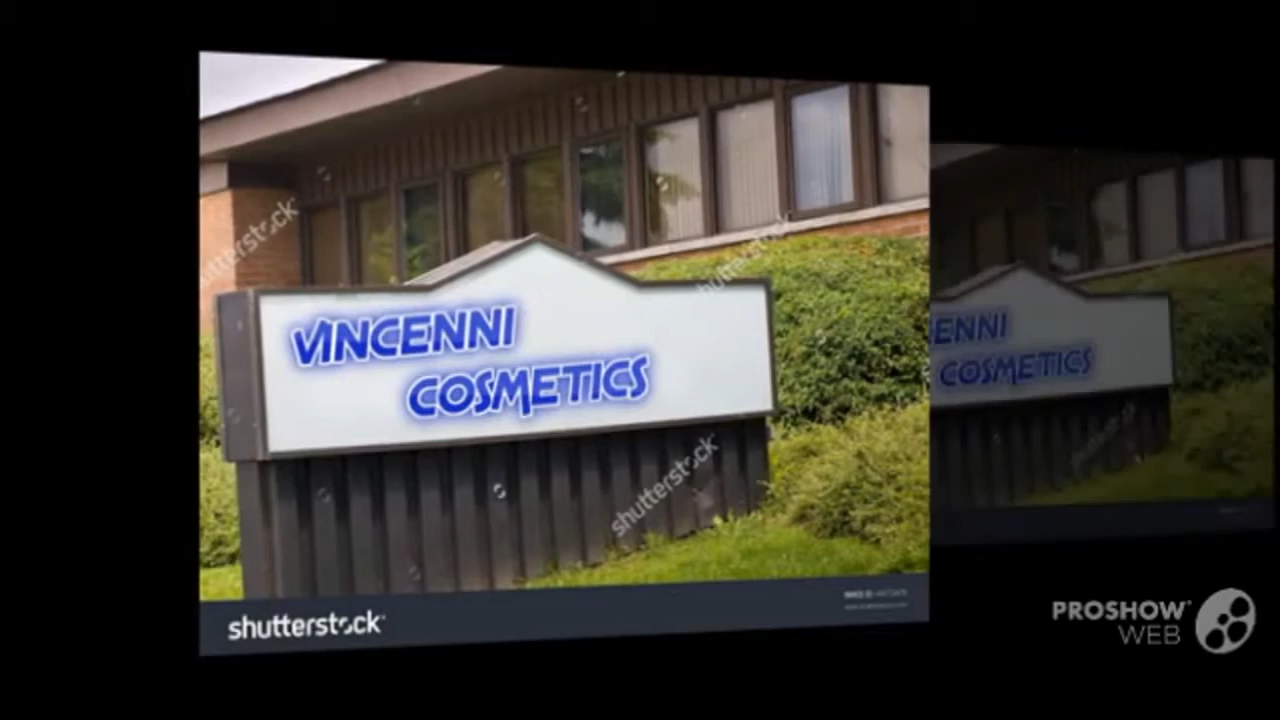 shutterstock
shutterstock
VINCENNI
COSMETICS
ENNI
COSMETICS
shutterstock
shutterstock
PROSHOW
WEB